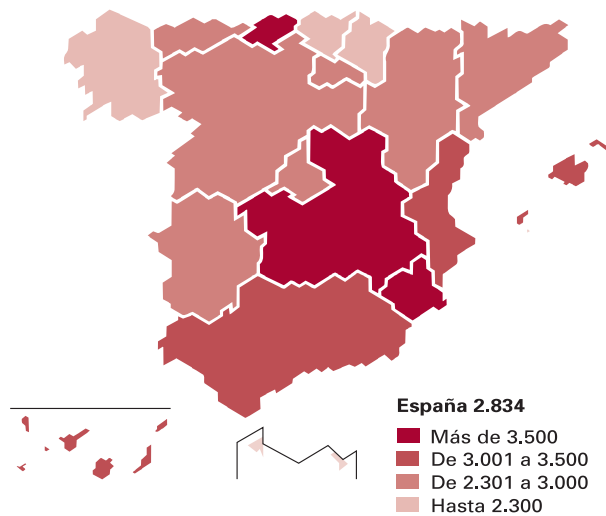 España 2.834
Más de 3.500
De 3.001 a 3.500
De 2.301 a 3.000
Hasta 2.300